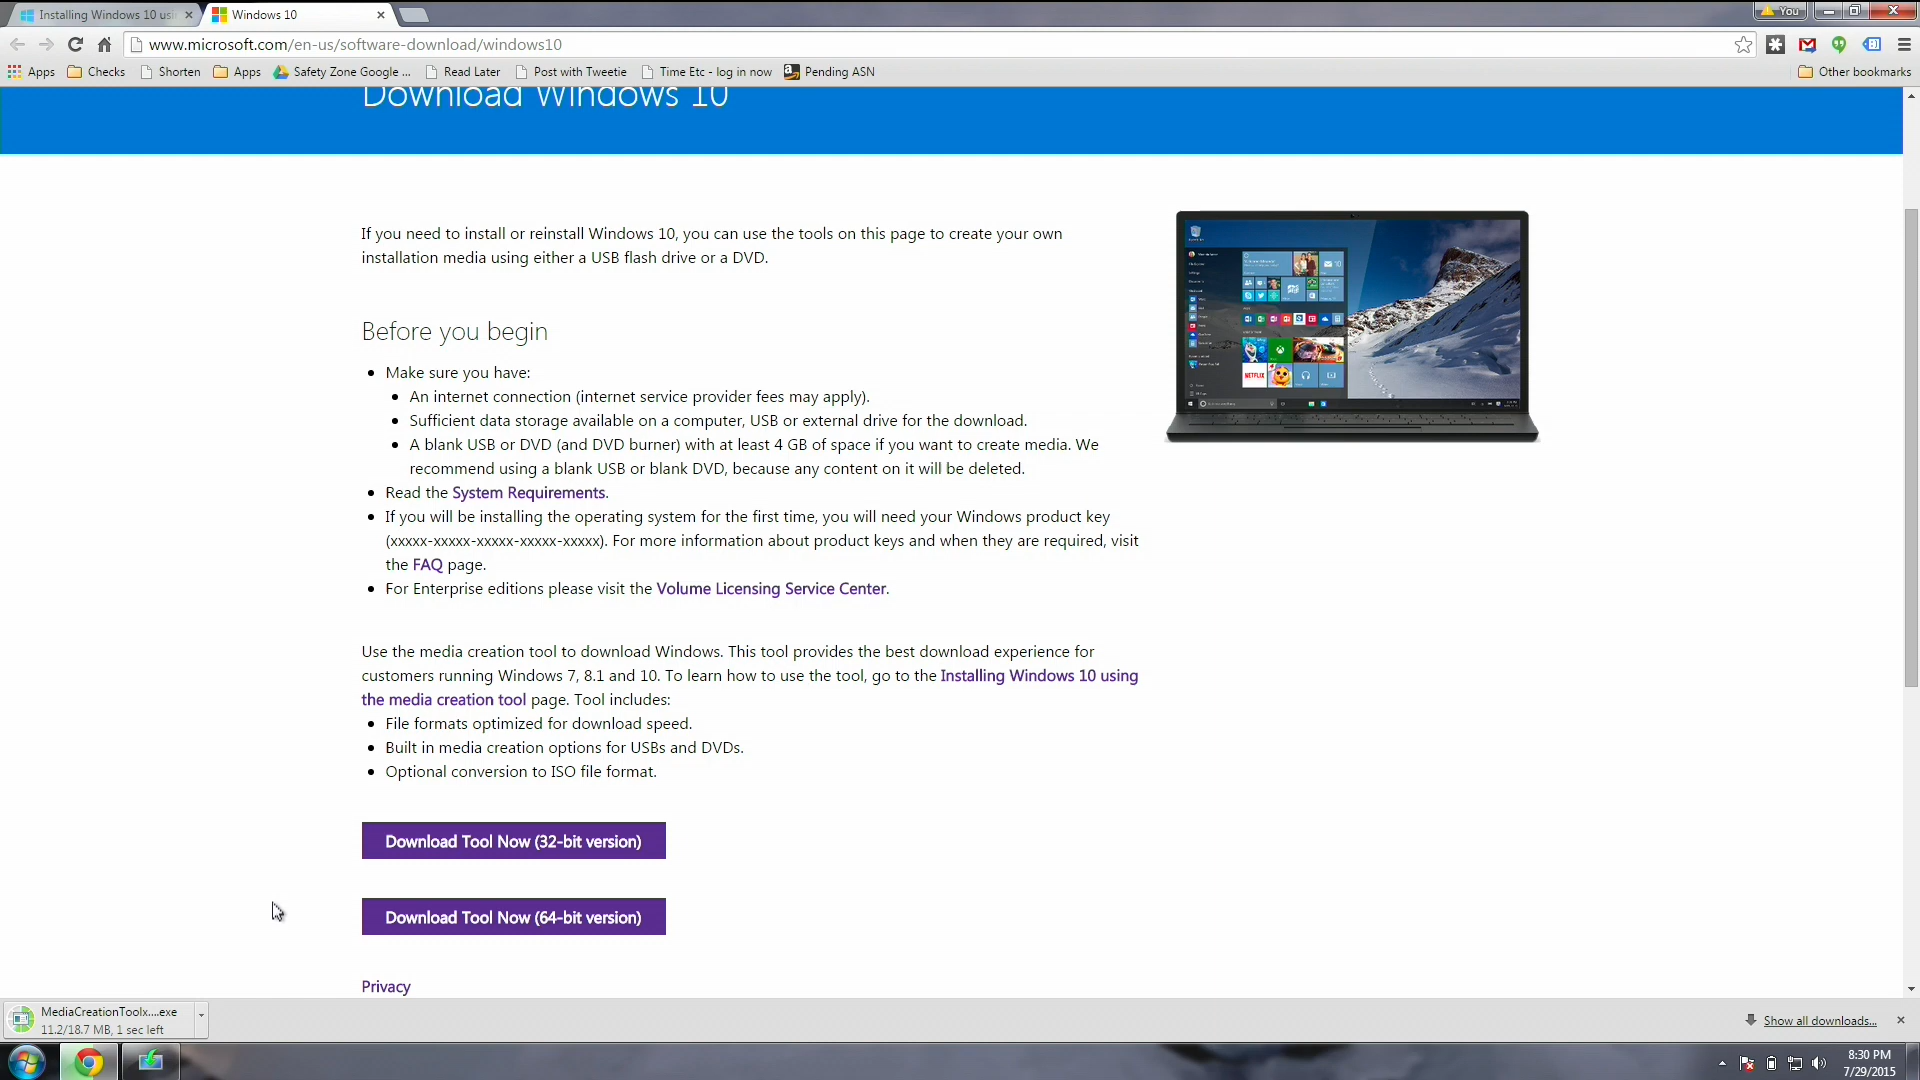 Installing Windows 10 usi
Windows 10
You
www.microsoft.com/en-us/software-download/windows10
Apps
Checks
Shorten
Apps
Safety Zone Google ...
Read Later
Post with Tweetie
Time Etc - log in now
Pending ASN
Other bookmarks
Download Windows 10
If you need to install or reinstall Windows 10, you can use the tools on this page to create your own
installation media using either a USB flash drive or a DVD.
Before you begin
Make sure you have:
An internet connection (internet service provider fees may apply).
Sufficient data storage available on a computer, USB or external drive for the download.
A blank USB or DVD (and DVD burner) with at least 4 GB of space if you want to create media. We
recommend using a blank USB or blank DVD, because any content on it will be deleted.
Read the System Requirements.
If you will be installing the operating system for the first time, you will need your Windows product key
(xxxxx-xxxxx-xxxxx-xxxxx-xxxxx). For more information about product keys and when they are required, visit
the FAQ page.
For Enterprise editions please visit the Volume Licensing Service Center.
Use the media creation tool to download Windows. This tool provides the best download experience for
customers running Windows 7, 8.1 and 10. To learn how to use the tool, go to the Installing Windows 10 using
the media creation tool page. Tool includes:
File formats optimized for download speed.
Built in media creation options for USBs and DVDs.
Optional conversion to ISO file format.
NETFLIX
Download Tool Now (32-bit version)
Download Tool Now (64-bit version)
Privacy
MediaCreationToolx....exe
11.2/18.7 MB, 1 sec left
Show all downloads...
8:30 PM
7/29/2015